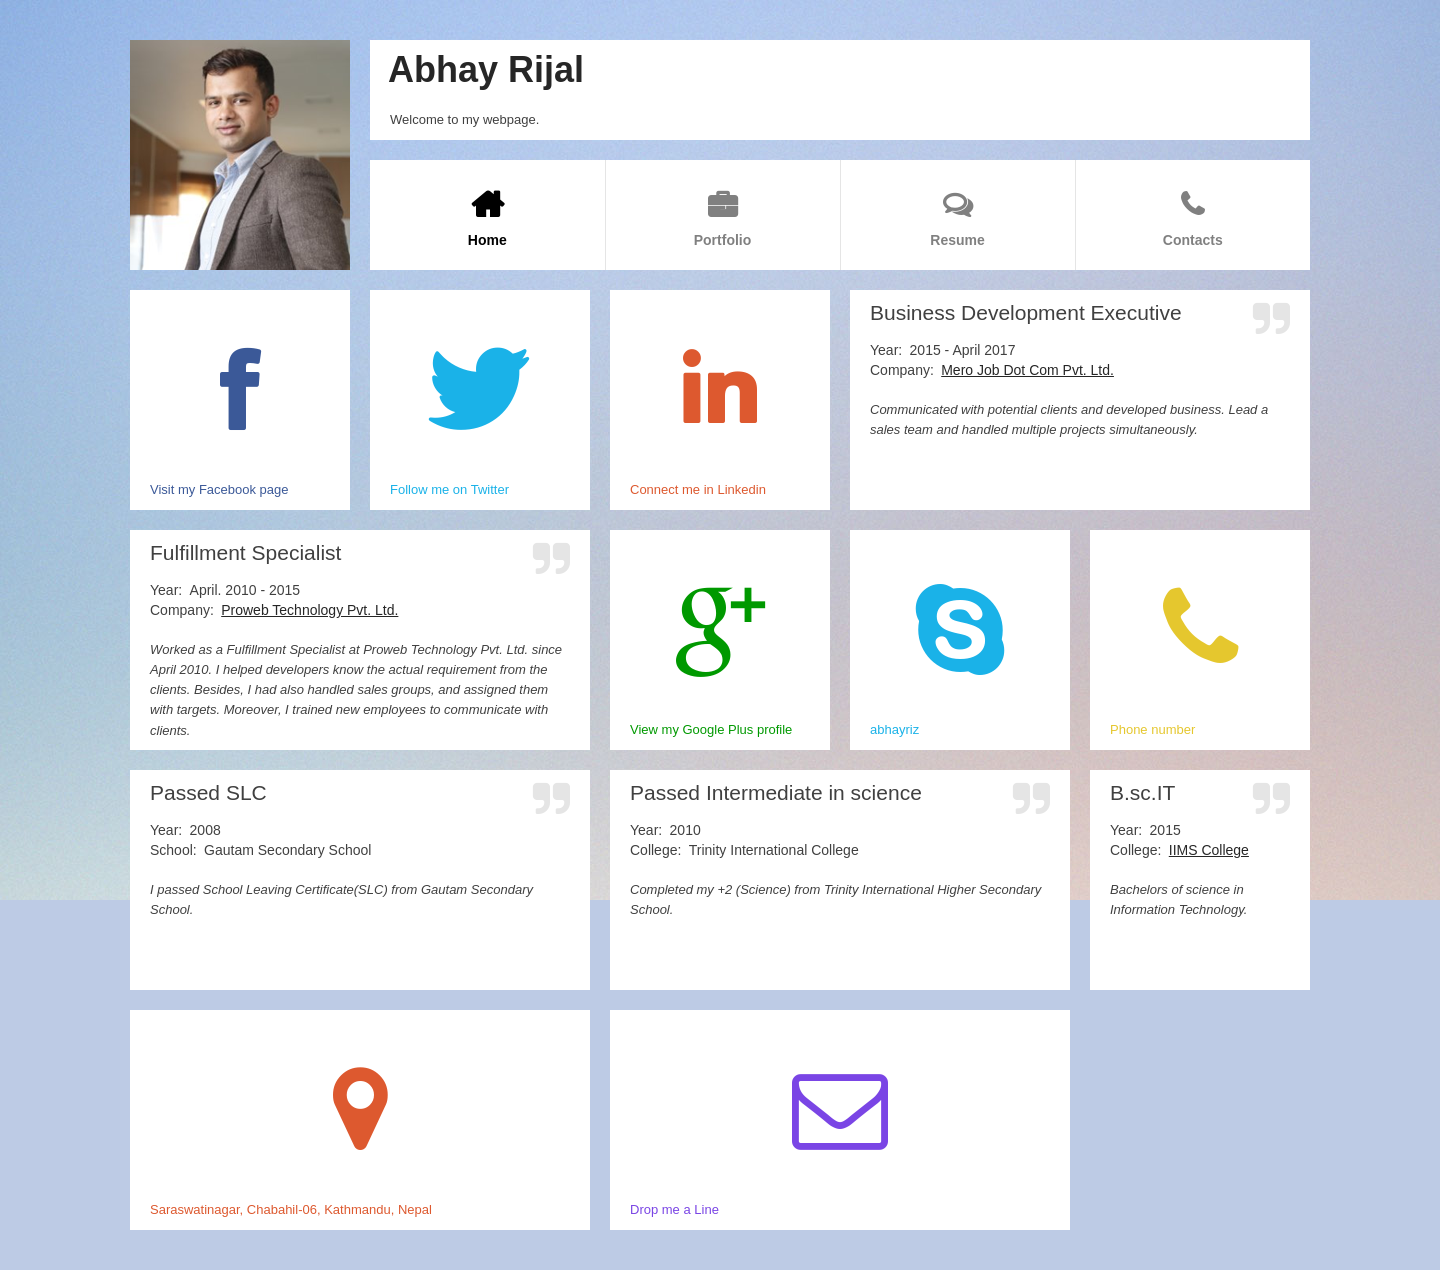 Abhay Rijal
Welcome to my webpage.
Home
Portfolio
Resume
Contacts
Visit my Facebook page
Follow me on Twitter
Connect me in Linkedin
Business Development Executive
Year: 2015 - April 2017
Company: Mero Job Dot Com Pvt. Ltd.
Communicated with potential clients and developed business. Lead a
sales team and handled multiple projects simultaneously.
Fulfillment Specialist
Year: April. 2010 - 2015
Company: Proweb Technology Pvt. Ltd.
Worked as a Fulfillment Specialist at Proweb Technology Pvt. Ltd. since
April 2010. I helped developers know the actual requirement from the
clients. Besides, I had also handled sales groups, and assigned them
with targets. Moreover, I trained new employees to communicate with
clients.
View my Google Plus profile
abhayriz
Phone number
Passed SLC
Year: 2008
School: Gautam Secondary School
I passed School Leaving Certificate(SLC) from Gautam Secondary
School.
Passed Intermediate in science
Year: 2010
College: Trinity International College
Completed my +2 (Science) from Trinity International Higher Secondary
School.
B.sc.IT
Year: 2015
College: IIMS College
Bachelors of science in
Information Technology.
Saraswatinagar, Chabahil-06, Kathmandu, Nepal
Drop me a Line